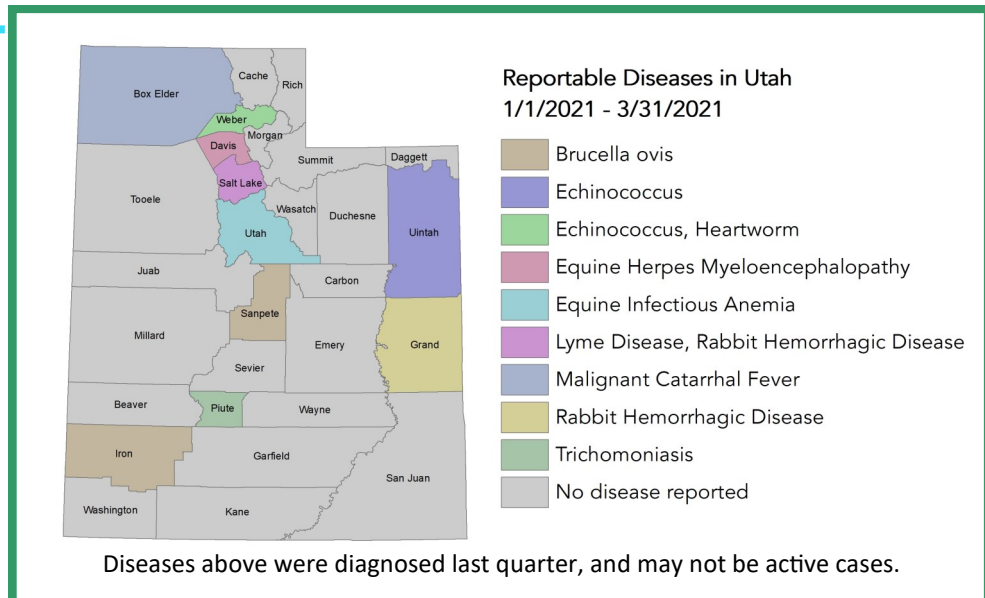 Reportable Diseases in Utah
1/1/2021 - 3/31/2021
Brucella ovis
Echinococcus
Echinococcus, Heartworm
Equine Herpes Myeloencephalopathy
Equine Infectious Anemia
Lyme Disease, Rabbit Hemorrhagic Disease
Malignant Catarrhal Fever
Rabbit Hemorrhagic Disease
Trichomoniasis
No disease reported
Cache
Rich
Box Elder
Weber
Morgan
Davis
Summit
Daggett
Salt Lake
Tooele
Wasatch
Duchesne
Utah
Uintah
Juab
Carbon
Sanpete
Millard
Emery
Grand
Sevier
Beaver
Piute
Wayne
Iron
Garfield
San Juan
Washington
Kane
Diseases above were diagnosed last quarter, and may not be active cases.